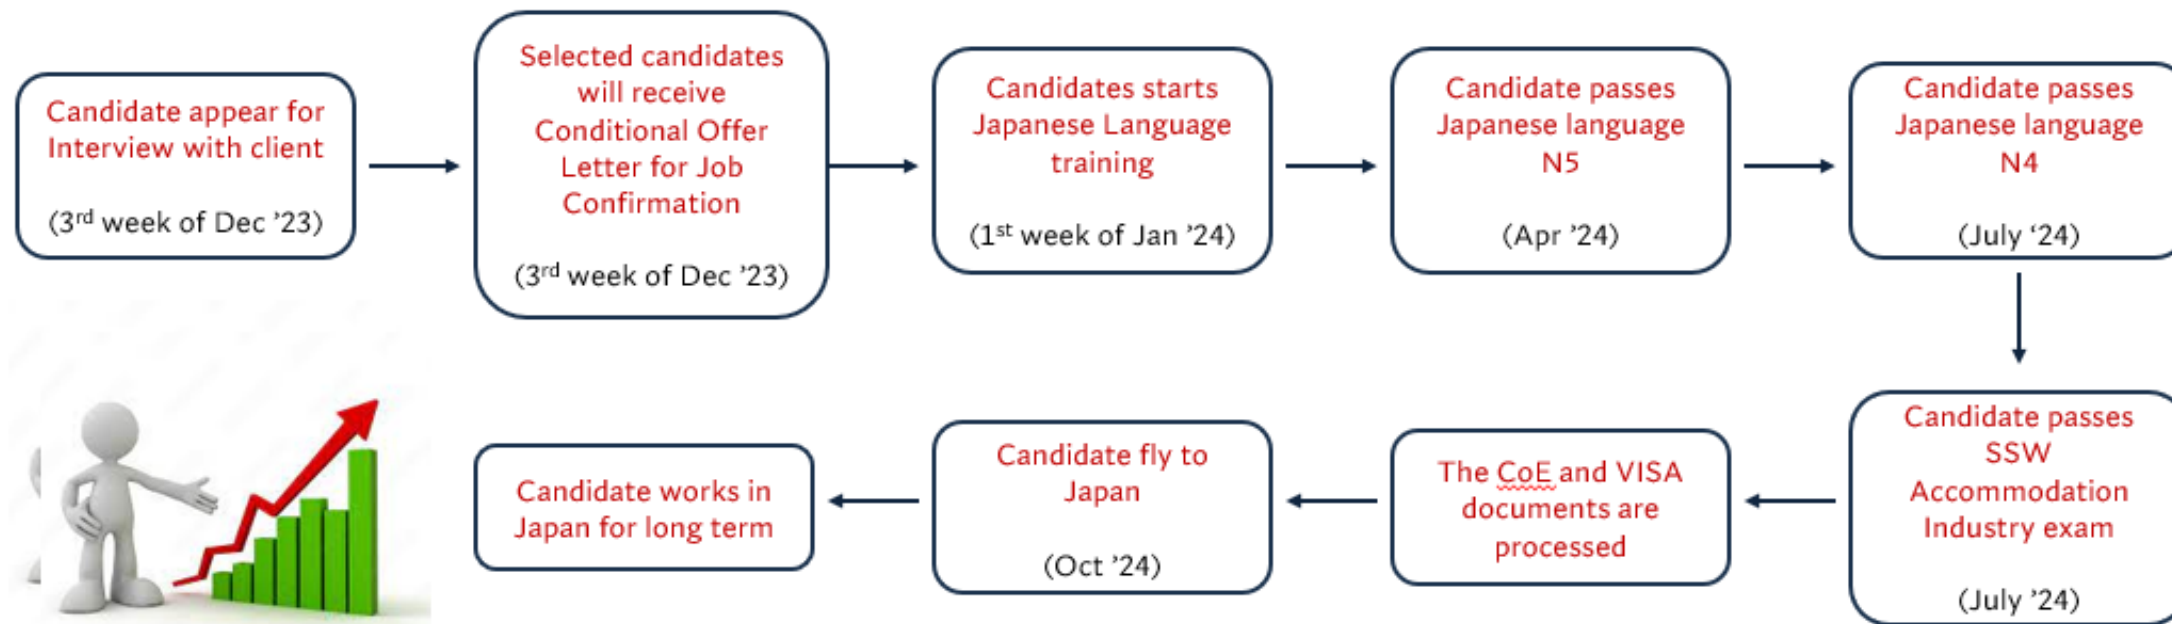 Candidate appear for
Interview with client
(3rd week of Dec ’23)
Selected candidates
will receive
Conditional Offer
Letter for Job
Confirmation
(3rd week of Dec ’23)
Candidates starts
Japanese Language
training
(1st week of Jan ’24)
Candidate passes
Japanese language
N5
(Apr ’24)
Candidate passes
Japanese language
N4
(July ‘24)
Candidate passes
SSW
Accommodation
Industry exam
(July ’24)
The CoE and VISA
documents are
processed
Candidate fly to
Japan
(Oct ’24)
Candidate works in
Japan for long term